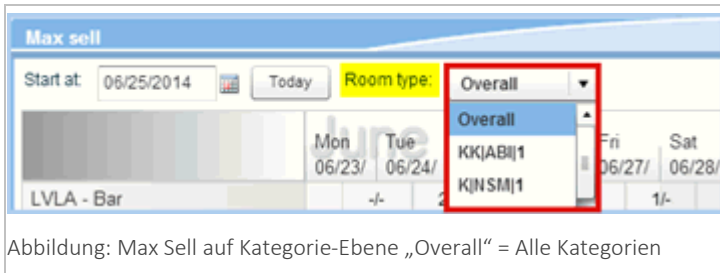 Max sell
Start at: 06/25/2014 Today Room type: Overall
June
Overall
KK|ABI|1
K|NSM|1
Mon Tue Fri Sat
06/23/ 06/24/ 06/27/ 06/28/
LVLA - Bar -/- 2 1/-
Abbildung: Max Sell auf Kategorie-Ebene „Overall“ = Alle Kategorien